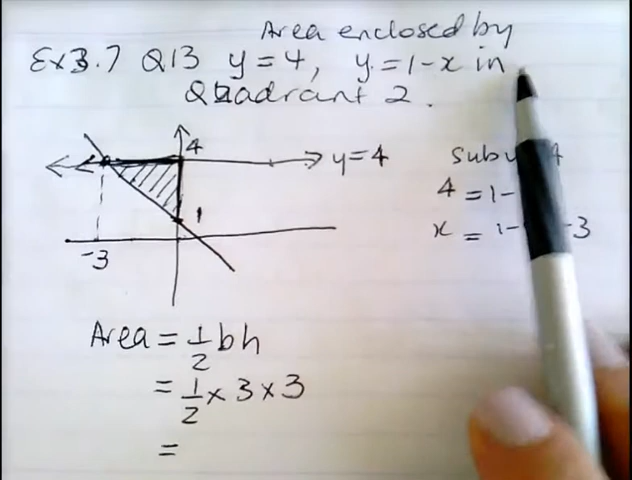 Area enclosed by
Ex3.7 Q13 y=4, y=1-x in
Quadrant 2.
4
y=4
1
-3
4 = 1-
x = 1- -3
Area = 1/2 bh
= 1/2 × 3 × 3
=